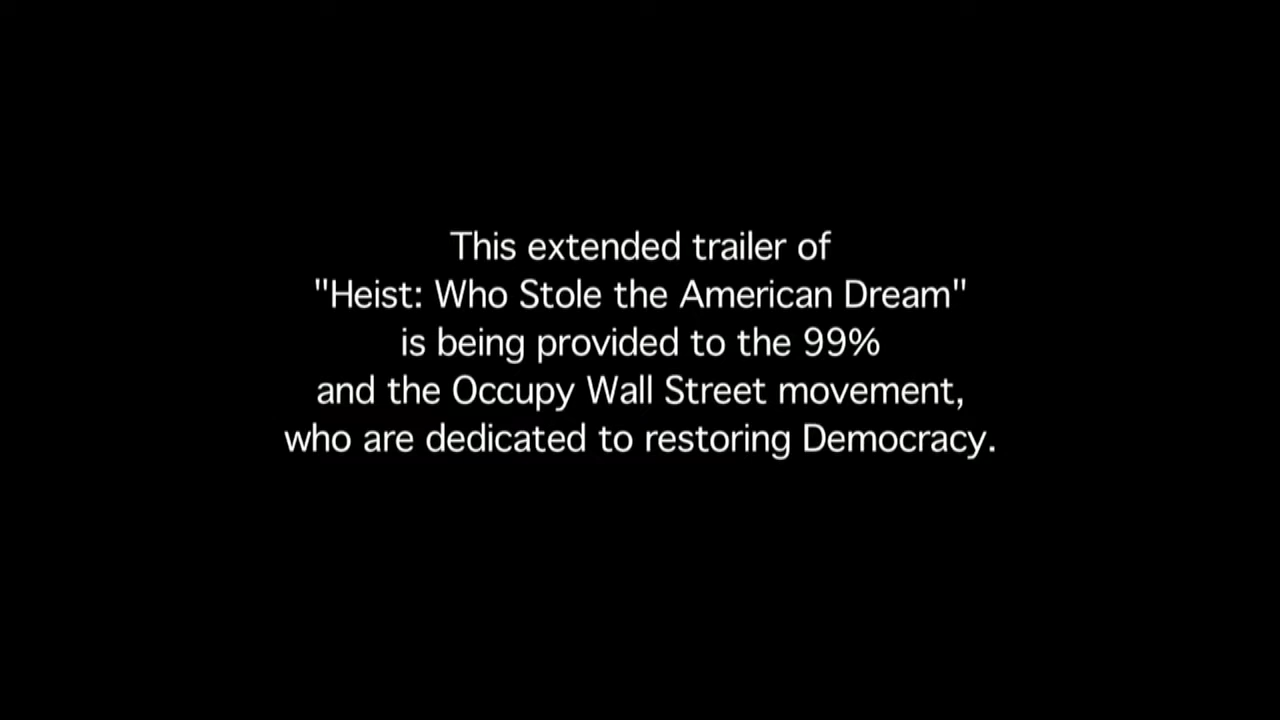 This extended trailer of
"Heist: Who Stole the American Dream"
is being provided to the 99%
and the Occupy Wall Street movement,
who are dedicated to restoring Democracy.